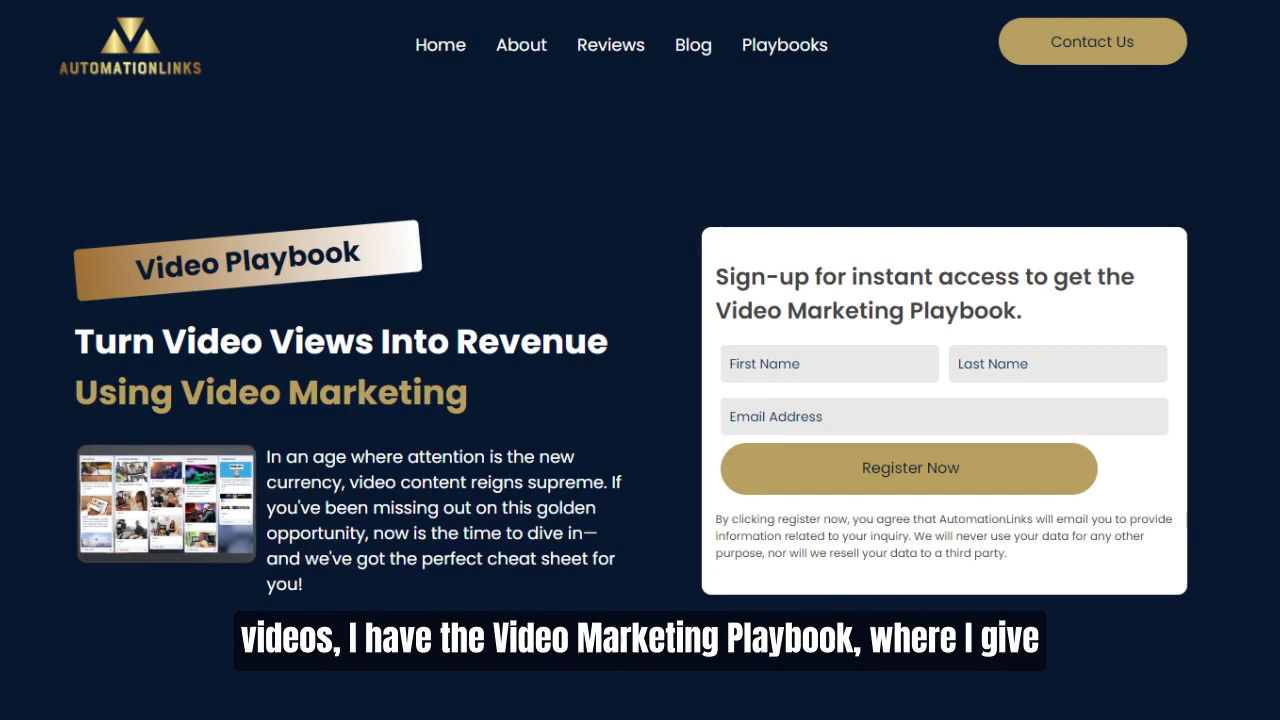 AUTOMATIONLINKS
Home About Reviews Blog Playbooks
Contact Us
Video Playbook
Turn Video Views Into Revenue
Using Video Marketing
In an age where attention is the new
currency, video content reigns supreme. If
you've been missing out on this golden
opportunity, now is the time to dive in—
and we've got the perfect cheat sheet for
you!
Sign-up for instant access to get the
Video Marketing Playbook.
First Name Last Name
Email Address
Register Now
By clicking register now, you agree that AutomationLinks will email you to provide
information related to your inquiry. We will never use your data for any other
purpose, nor will we resell your data to a third party.
videos, I have the Video Marketing Playbook, where I give